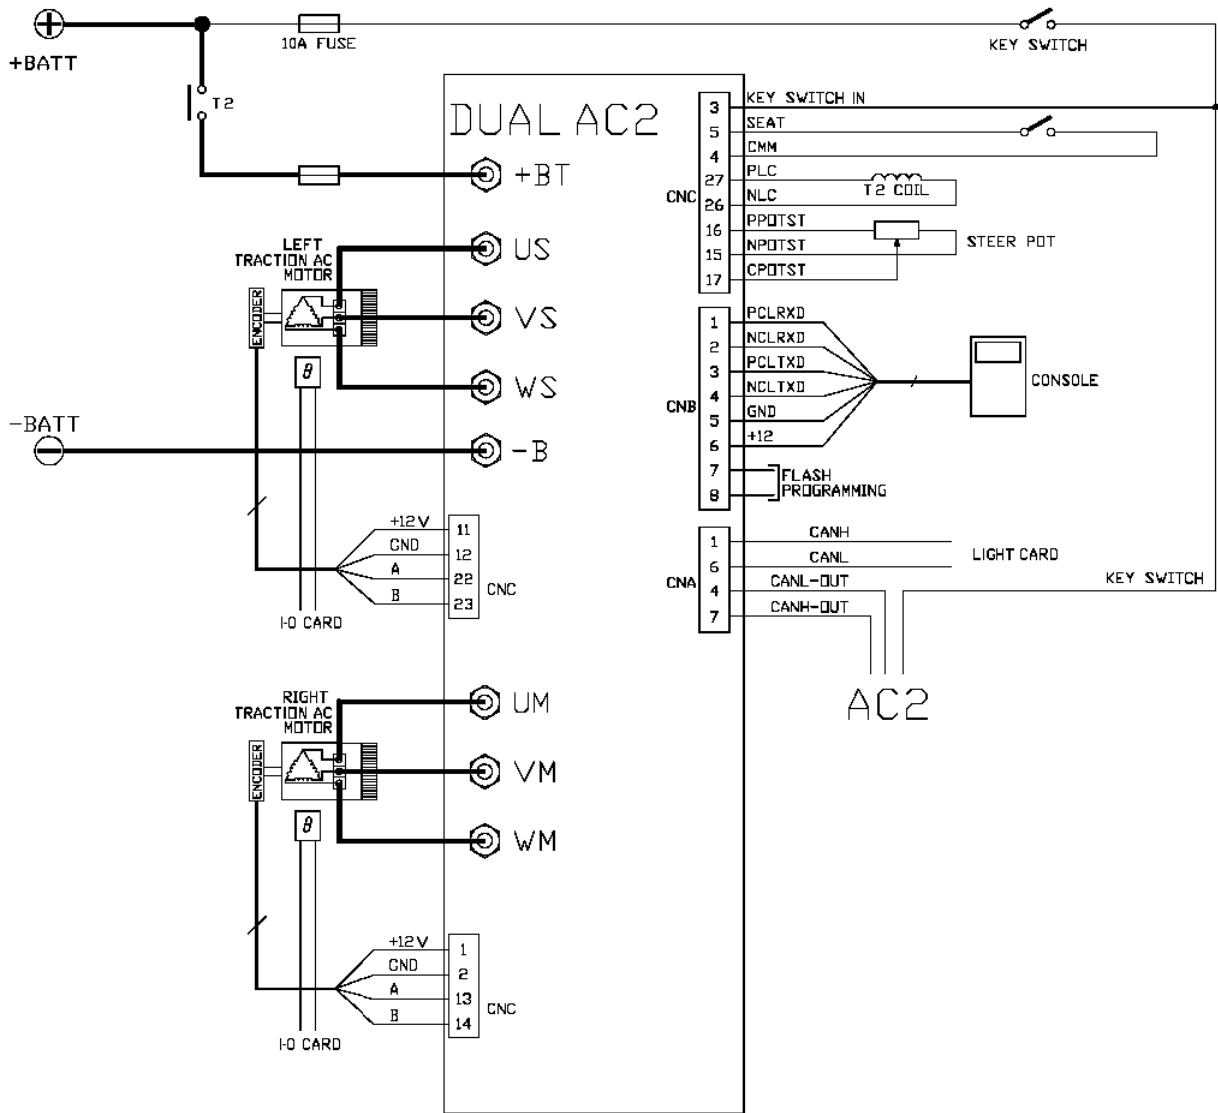 +BATT
10A FUSE
KEY SWITCH
T2
DUAL AC2
+BT
LEFT
TRACTION AC
MOTOR
US
VS
WS
ENCODER
θ
-BATT
-B
+12V
GND
A
B
11
12
22
23
CNC
I-O CARD
RIGHT
TRACTION AC
MOTOR
UM
VM
WM
ENCODER
θ
+12V
GND
A
B
1
2
13
14
CNC
I-O CARD
CNC
3 KEY SWITCH IN
5 SEAT
4 CMM
27 PLC
T2 COIL
26 NLC
16 PPOTST
STEER POT
15 NPOTST
17 CPOTST
CNB
1 PCLRXD
2 NCLRXD
3 PCLTXD
CONSOLE
4 NCLTXD
5 GND
6 +12
7
8
FLASH
PROGRAMMING
CNA
1 CANH
LIGHT CARD
6 CANL
4 CANL-OUT
KEY SWITCH
7 CANH-OUT
AC2